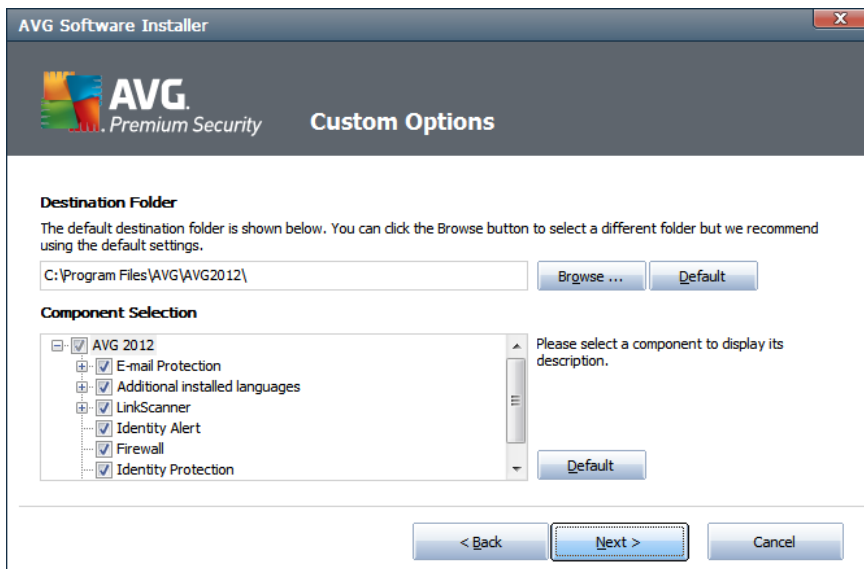 AVG Software Installer
x
AVG.
Premium Security
Custom Options
Destination Folder
The default destination folder is shown below. You can click the Browse button to select a different folder but we recommend
using the default settings.
C:\Program Files\AVG\AVG2012\
Browse ...
Default
Component Selection
AVG 2012
E-mail Protection
Additional installed languages
LinkScanner
Identity Alert
Firewall
Identity Protection
Please select a component to display its
description.
Default
< Back
Next >
Cancel